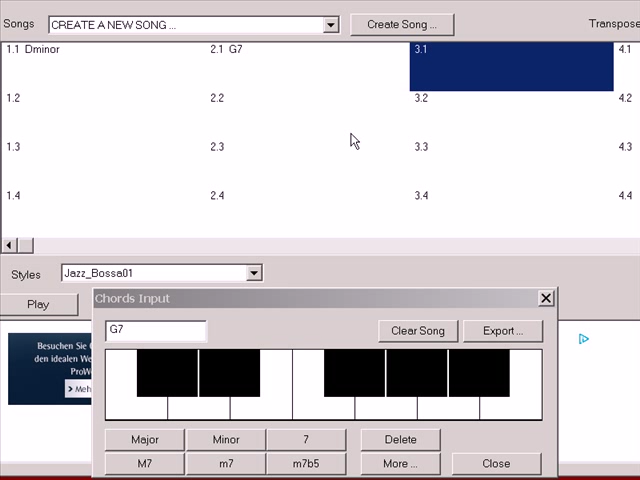 Songs CREATE A NEW SONG ... Create Song ... Transpose
1.1 Dminor 2.1 G7 3.1 4.1
1.2 2.2 3.2 4.2
1.3 2.3 3.3 4.3
1.4 2.4 3.4 4.4
Styles Jazz_Bossa01
Play
Chords Input
G7 Clear Song Export ...
Besuchen Sie
den idealen We
ProW
Meh
Major Minor 7 Delete
M7 m7 m7b5 More ... Close